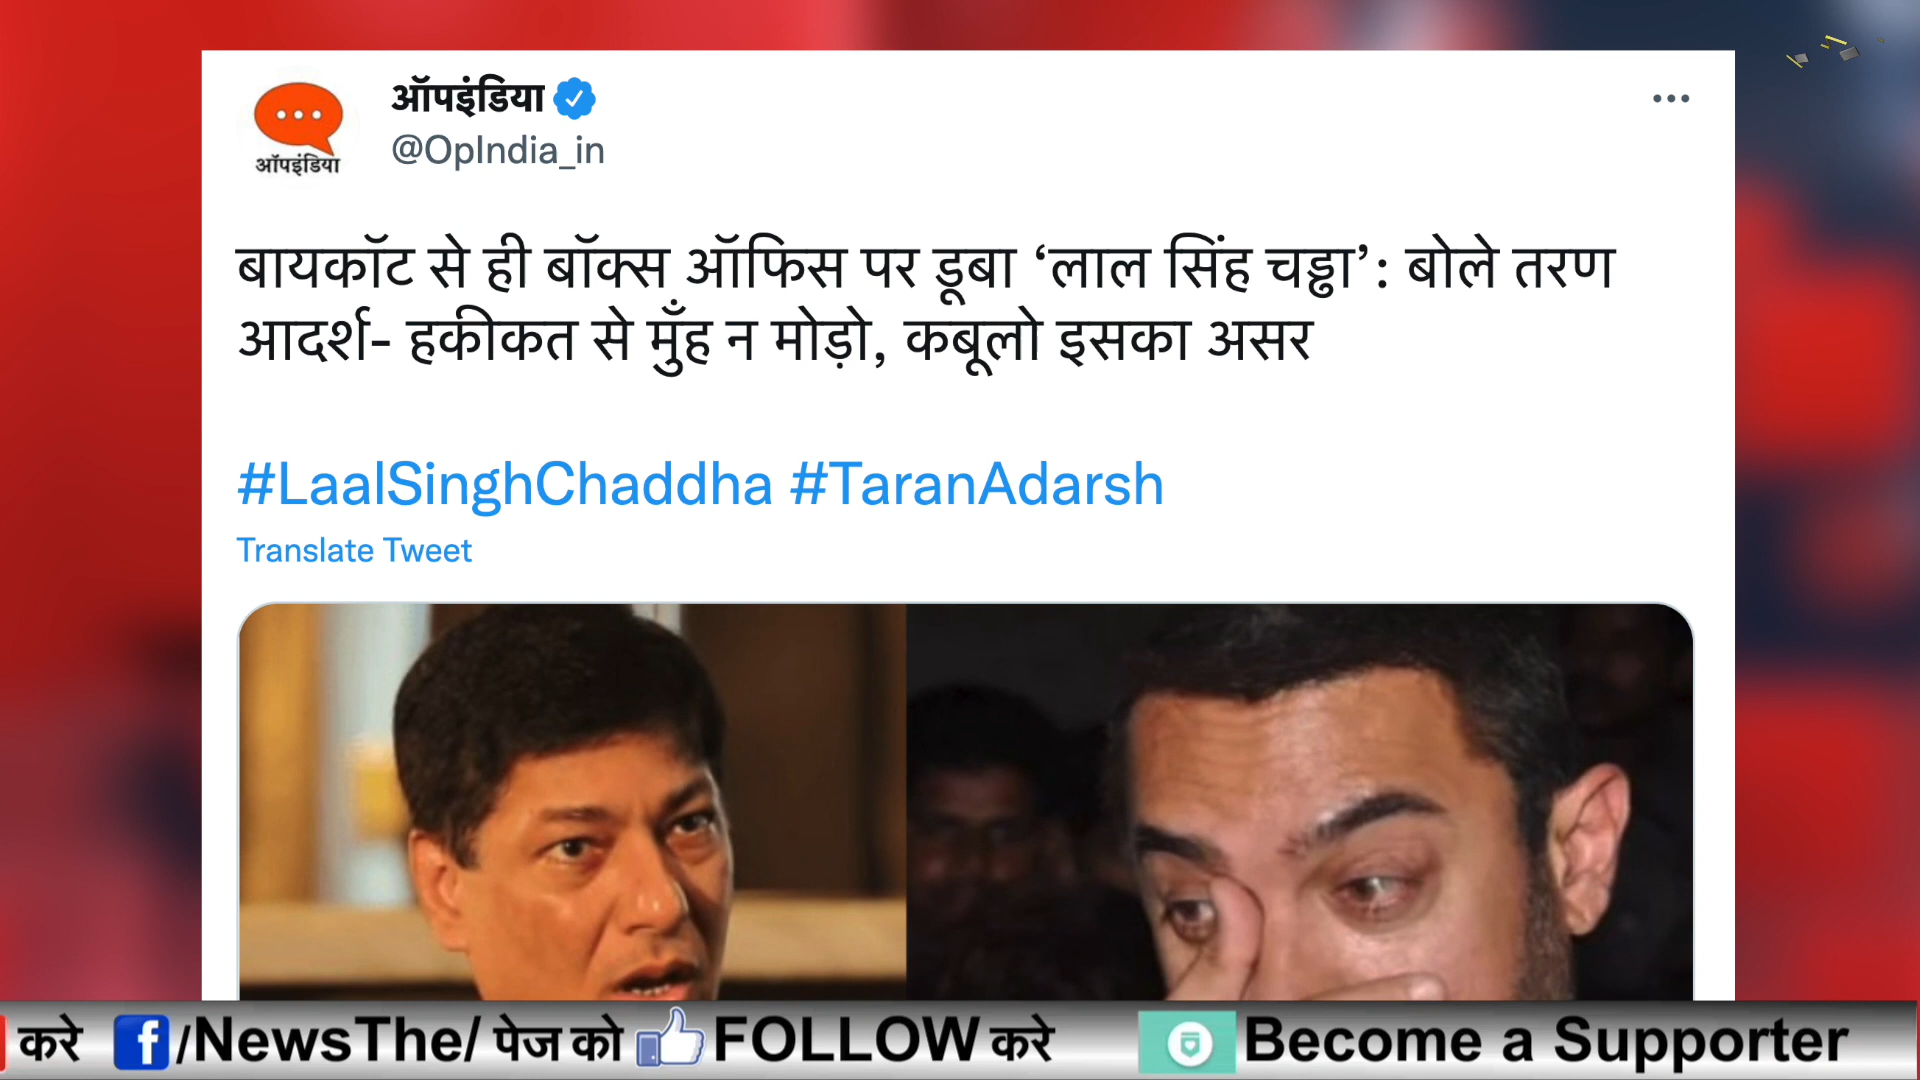 ऑपइंडिया
@OpIndia_in
ऑपइंडिया
बायकॉट से ही बॉक्स ऑफिस पर डूबा ‘लाल सिंह चड्ढा’: बोले तरण
आदर्श- हकीकत से मुँह न मोड़ो, कबूलो इसका असर
#LaalSinghChaddha #TaranAdarsh
Translate Tweet
करे f/NewsThe/ पेज को FOLLOW करे Become a Supporter